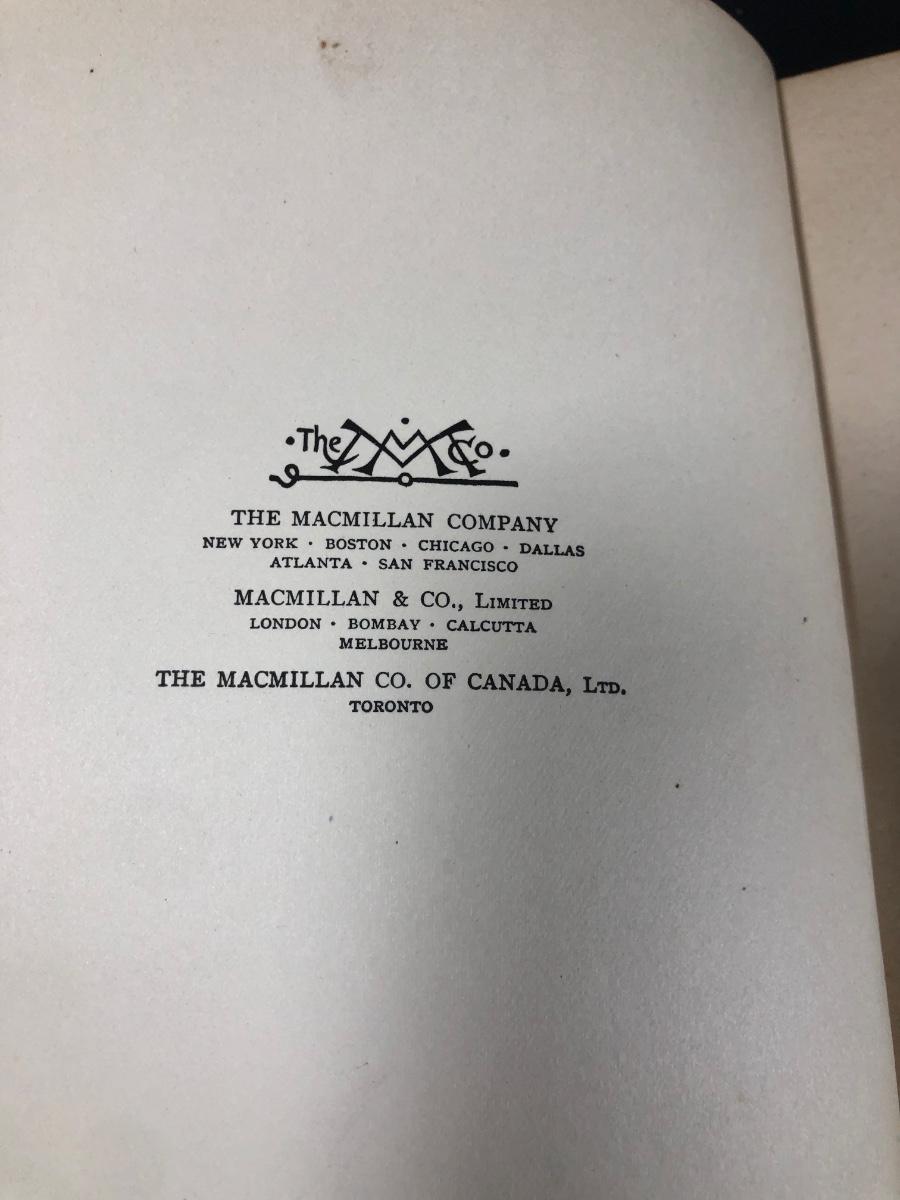 ·The M Co·
THE MACMILLAN COMPANY
NEW YORK · BOSTON · CHICAGO · DALLAS
ATLANTA · SAN FRANCISCO
MACMILLAN & CO., LIMITED
LONDON · BOMBAY · CALCUTTA
MELBOURNE
THE MACMILLAN CO. OF CANADA, LTD.
TORONTO